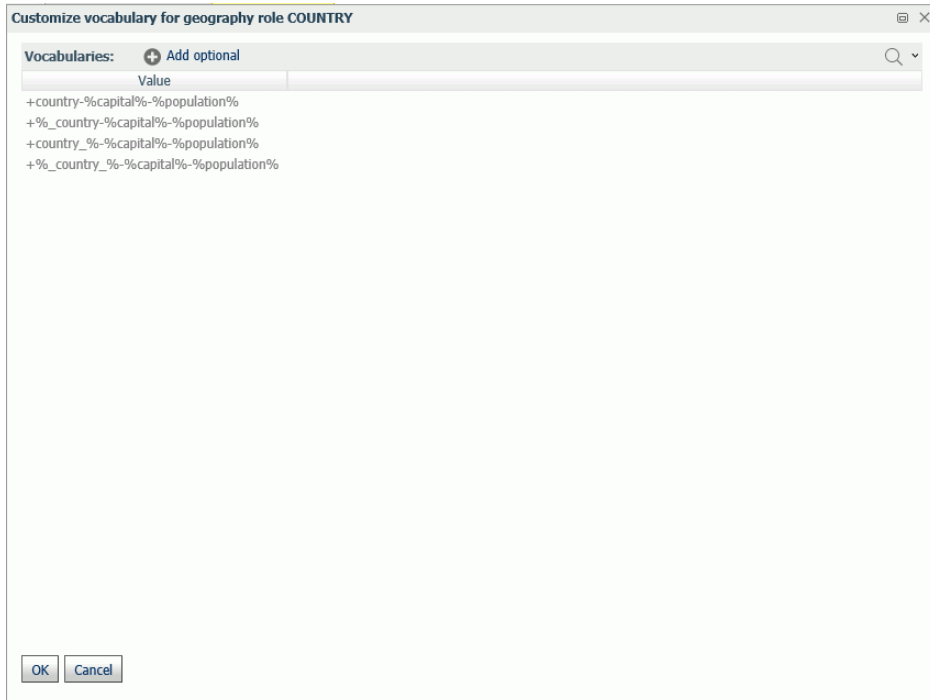 Customize vocabulary for geography role COUNTRY
Vocabularies: Add optional
Value
+country-%capital%-%population%
+%_country-%capital%-%population%
+country_%-%capital%-%population%
+%_country_%-%capital%-%population%
OK Cancel